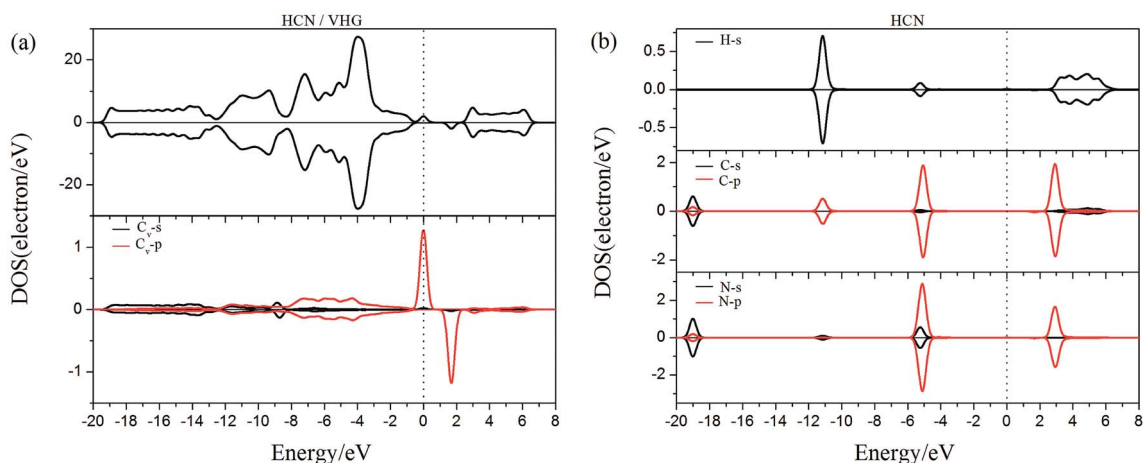 HCN / VHG
(a)
20
0
-20
C_v-s
C_v-p
1
0
-1
DOS(electron/eV)
-20 -18 -16 -14 -12 -10 -8 -6 -4 -2 0 2 4 6 8
Energy/eV
HCN
(b)
H-s
0.5
0.0
-0.5
C-s
C-p
2
0
-2
N-s
N-p
2
0
-2
DOS(electron/eV)
-20 -18 -16 -14 -12 -10 -8 -6 -4 -2 0 2 4 6 8
Energy/eV